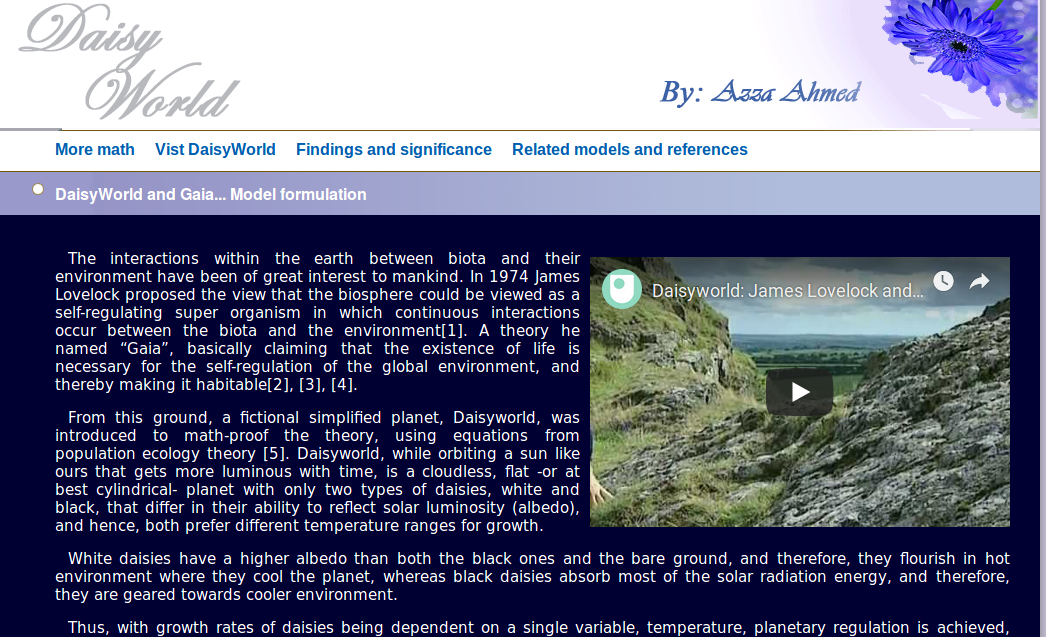 Daisy
World
By: Azza Ahmed
More math Vist DaisyWorld Findings and significance Related models and references
DaisyWorld and Gaia... Model formulation
The interactions within the earth between biota and their
environment have been of great interest to mankind. In 1974 James
Lovelock proposed the view that the biosphere could be viewed as a
self-regulating super organism in which continuous interactions
occur between the biota and the environment[1]. A theory he
named “Gaia”, basically claiming that the existence of life is
necessary for the self-regulation of the global environment, and
thereby making it habitable[2], [3], [4].
Daisyworld: James Lovelock and...
From this ground, a fictional simplified planet, Daisyworld, was
introduced to math-proof the theory, using equations from
population ecology theory [5]. Daisyworld, while orbiting a sun like
ours that gets more luminous with time, is a cloudless, flat -or at
best cylindrical- planet with only two types of daisies, white and
black, that differ in their ability to reflect solar luminosity (albedo),
and hence, both prefer different temperature ranges for growth.
White daisies have a higher albedo than both the black ones and the bare ground, and therefore, they flourish in hot
environment where they cool the planet, whereas black daisies absorb most of the solar radiation energy, and therefore,
they are geared towards cooler environment.
Thus, with growth rates of daisies being dependent on a single variable, temperature, planetary regulation is achieved,